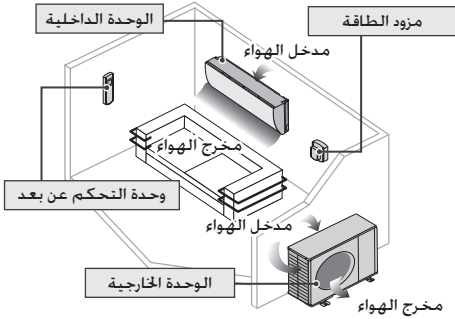 مزود الطاقة
الوحدة الداخلية
مدخل الهواء
مخرج الهواء
وحدة التحكم عن بعد
مدخل الهواء
الوحدة الخارجية
مخرج الهواء